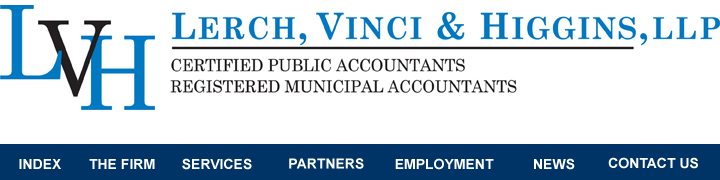 LVH
LERCH, VINCI & HIGGINS, LLP
CERTIFIED PUBLIC ACCOUNTANTS
REGISTERED MUNICIPAL ACCOUNTANTS
INDEX THE FIRM SERVICES PARTNERS EMPLOYMENT NEWS CONTACT US